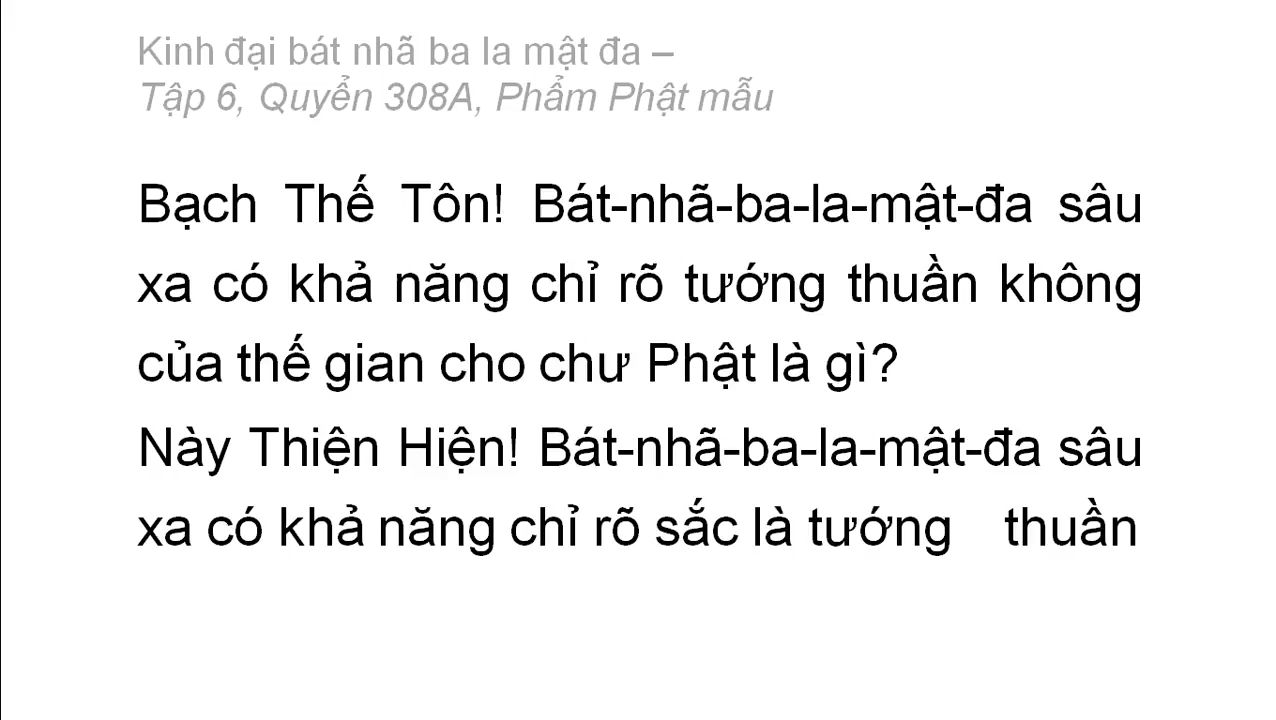 Kinh đại bát nhã ba la mật đa –
Tập 6, Quyển 308A, Phẩm Phật mẫu
Bạch Thế Tôn! Bát-nhã-ba-la-mật-đa sâu
xa có khả năng chỉ rõ tướng thuần không
của thế gian cho chư Phật là gì?
Này Thiện Hiện! Bát-nhã-ba-la-mật-đa sâu
xa có khả năng chỉ rõ sắc là tướng thuần